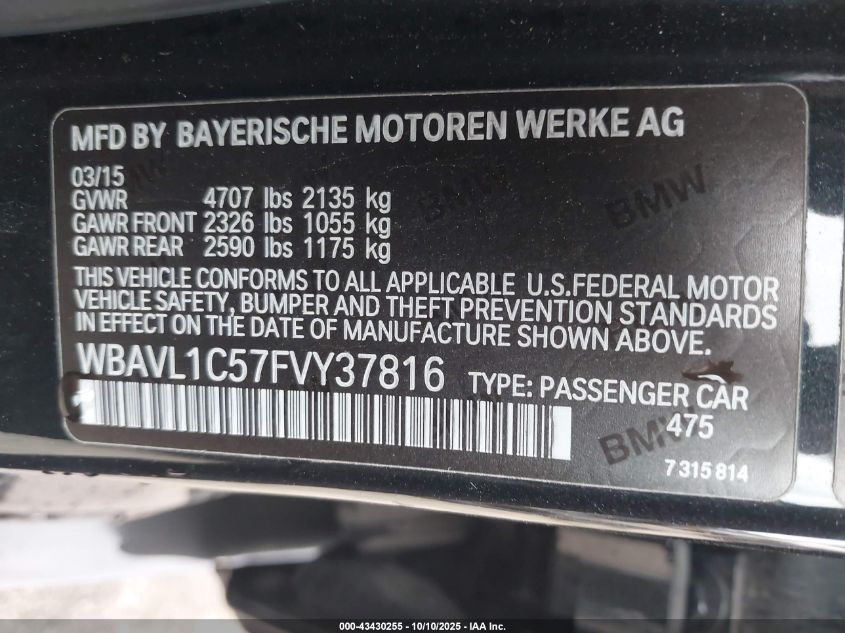 MFD BY BAYERISCHE MOTOREN WERKE AG
03/15
GVWR 4707 lbs 2135 kg
GAWR FRONT 2326 lbs 1055 kg
GAWR REAR 2590 lbs 1175 kg
THIS VEHICLE CONFORMS TO ALL APPLICABLE U.S.FEDERAL MOTOR
VEHICLE SAFETY, BUMPER AND THEFT PREVENTION STANDARDS
IN EFFECT ON THE DATE OF MANUFACTURE SHOWN ABOVE.
WBAVL1C57FVY37816 TYPE: PASSENGER CAR
475
7 315 814
BMW
BMW
BMW
000-43430255 - 10/10/2025 - IAA Inc.